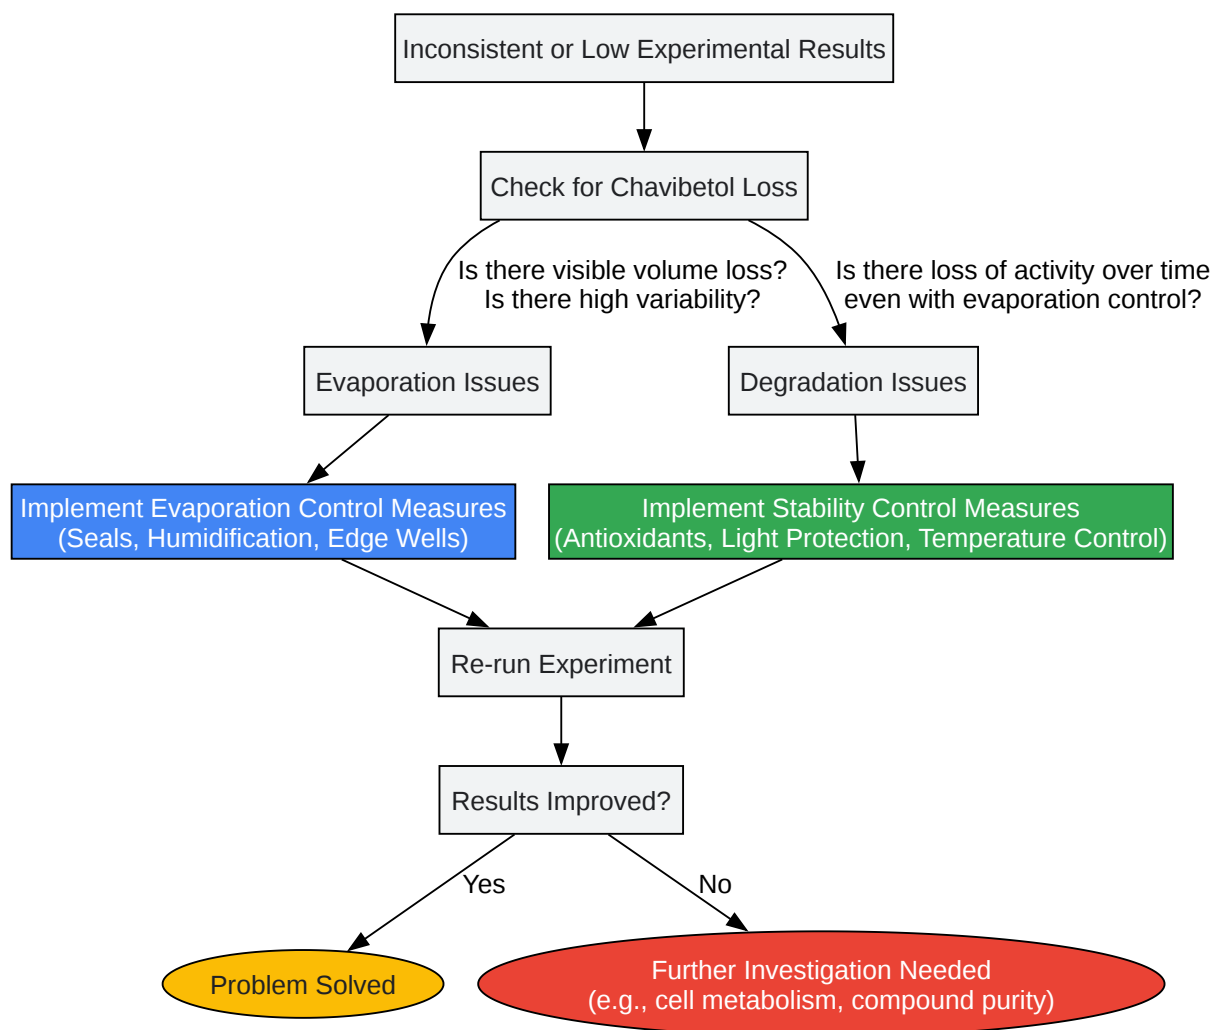 Inconsistent or Low Experimental Results
Check for Chavibetol Loss
Is there visible volume loss?
Is there high variability?
Is there loss of activity over time
even with evaporation control?
Evaporation Issues
Degradation Issues
Implement Evaporation Control Measures
(Seals, Humidification, Edge Wells)
Implement Stability Control Measures
(Antioxidants, Light Protection, Temperature Control)
Re-run Experiment
Results Improved?
Yes
No
Problem Solved
Further Investigation Needed
(e.g., cell metabolism, compound purity)